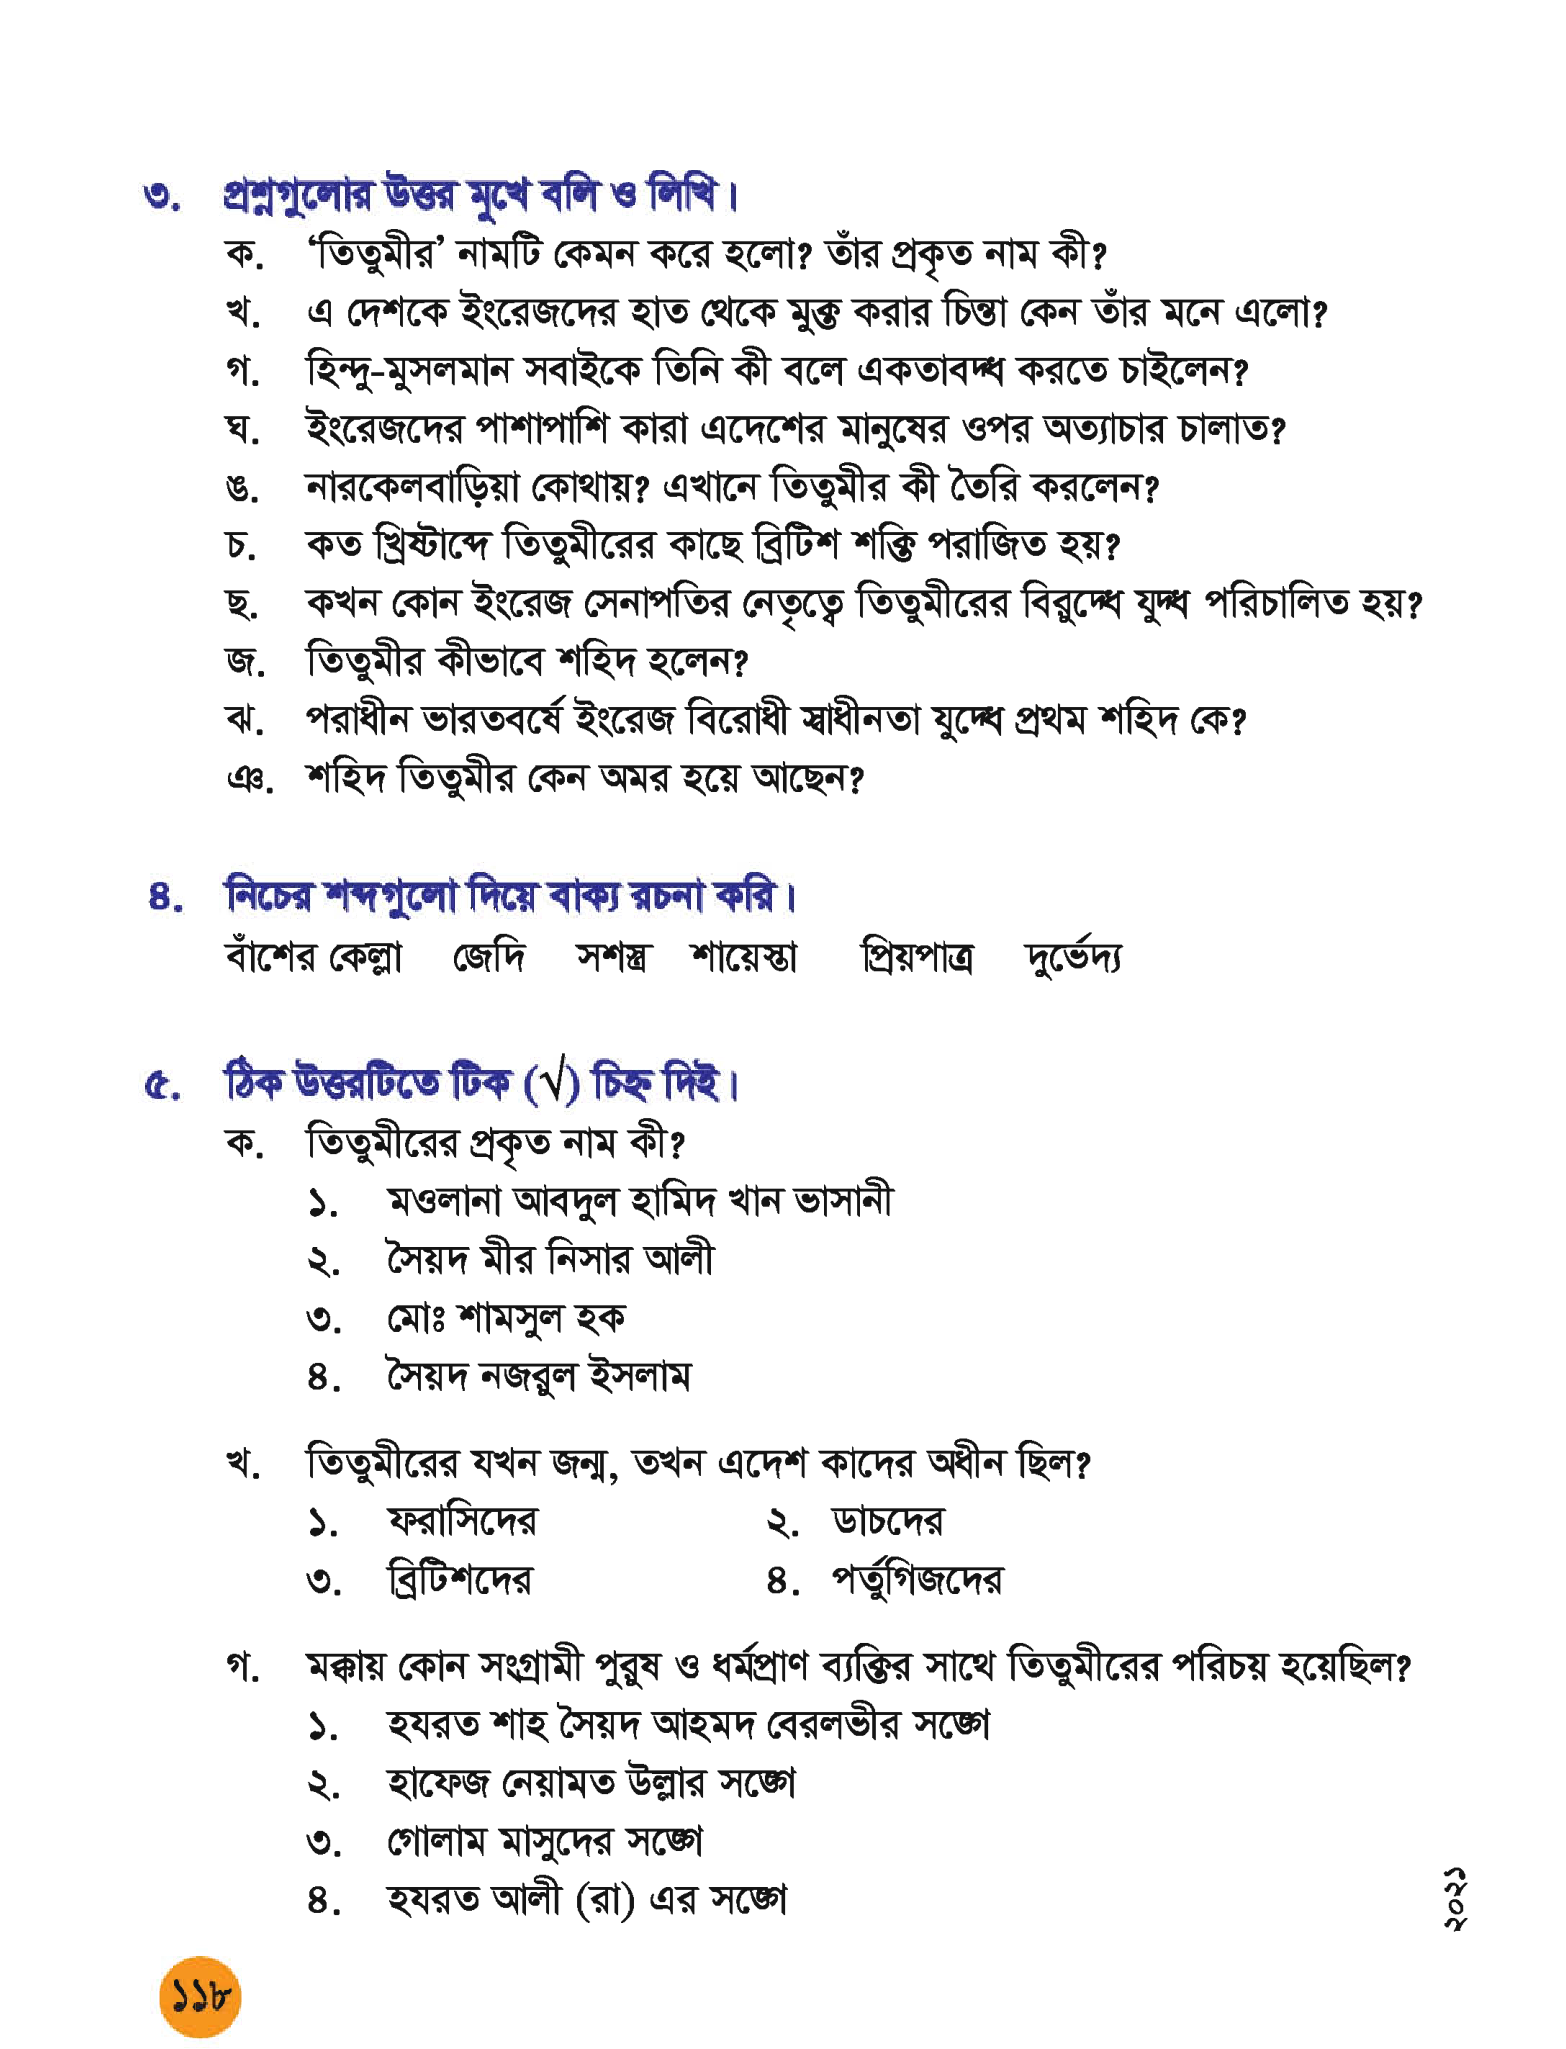 ৩. প্রশ্নগুলোর উত্তর মুখে বলি ও লিখি।
ক. ‘তিতুমীর’ নামটি কেমন করে হলো? তাঁর প্রকৃত নাম কী?
খ. এ দেশকে ইংরেজদের হাত থেকে মুক্ত করার চিন্তা কেন তাঁর মনে এলো?
গ. হিন্দু-মুসলমান সবাইকে তিনি কী বলে একতাবদ্ধ করতে চাইলেন?
ঘ. ইংরেজদের পাশাপাশি কারা এদেশের মানুষের ওপর অত্যাচার চালাত?
ঙ. নারকেলবাড়িয়া কোথায়? এখানে তিতুমীর কী তৈরি করলেন?
চ. কত খ্রিষ্টাব্দে তিতুমীরের কাছে ব্রিটিশ শক্তি পরাজিত হয়?
ছ. কখন কোন ইংরেজ সেনাপতির নেতৃত্বে তিতুমীরের বিরুদ্ধে যুদ্ধ পরিচালিত হয়?
জ. তিতুমীর কীভাবে শহিদ হলেন?
ঝ. পরাধীন ভারতবর্ষে ইংরেজ বিরোধী স্বাধীনতা যুদ্ধে প্রথম শহিদ কে?
ঞ. শহিদ তিতুমীর কেন অমর হয়ে আছেন?
৪. নিচের শব্দগুলো দিয়ে বাক্য রচনা করি।
বাঁশের কেল্লা জেদি সশস্ত্র শায়েস্তা প্রিয়পাত্র দুর্ভেদ্য
৫. ঠিক উত্তরটিতে টিক (√) চিহ্ন দিই।
ক. তিতুমীরের প্রকৃত নাম কী?
১. মওলানা আবদুল হামিদ খান ভাসানী
২. সৈয়দ মীর নিসার আলী
৩. মোঃ শামসুল হক
৪. সৈয়দ নজরুল ইসলাম
খ. তিতুমীরের যখন জন্ম, তখন এদেশ কাদের অধীন ছিল?
১. ফরাসিদের ২. ডাচদের
৩. ব্রিটিশদের ৪. পর্তুগিজদের
গ. মক্কায় কোন সংগ্রামী পুরুষ ও ধর্মপ্রাণ ব্যক্তির সাথে তিতুমীরের পরিচয় হয়েছিল?
১. হযরত শাহ সৈয়দ আহমদ বেরলভীর সঙ্গে
২. হাফেজ নেয়ামত উল্লার সঙ্গে
৩. গোলাম মাসুদের সঙ্গে
৪. হযরত আলী (রা) এর সঙ্গে
২০২১
১১৮